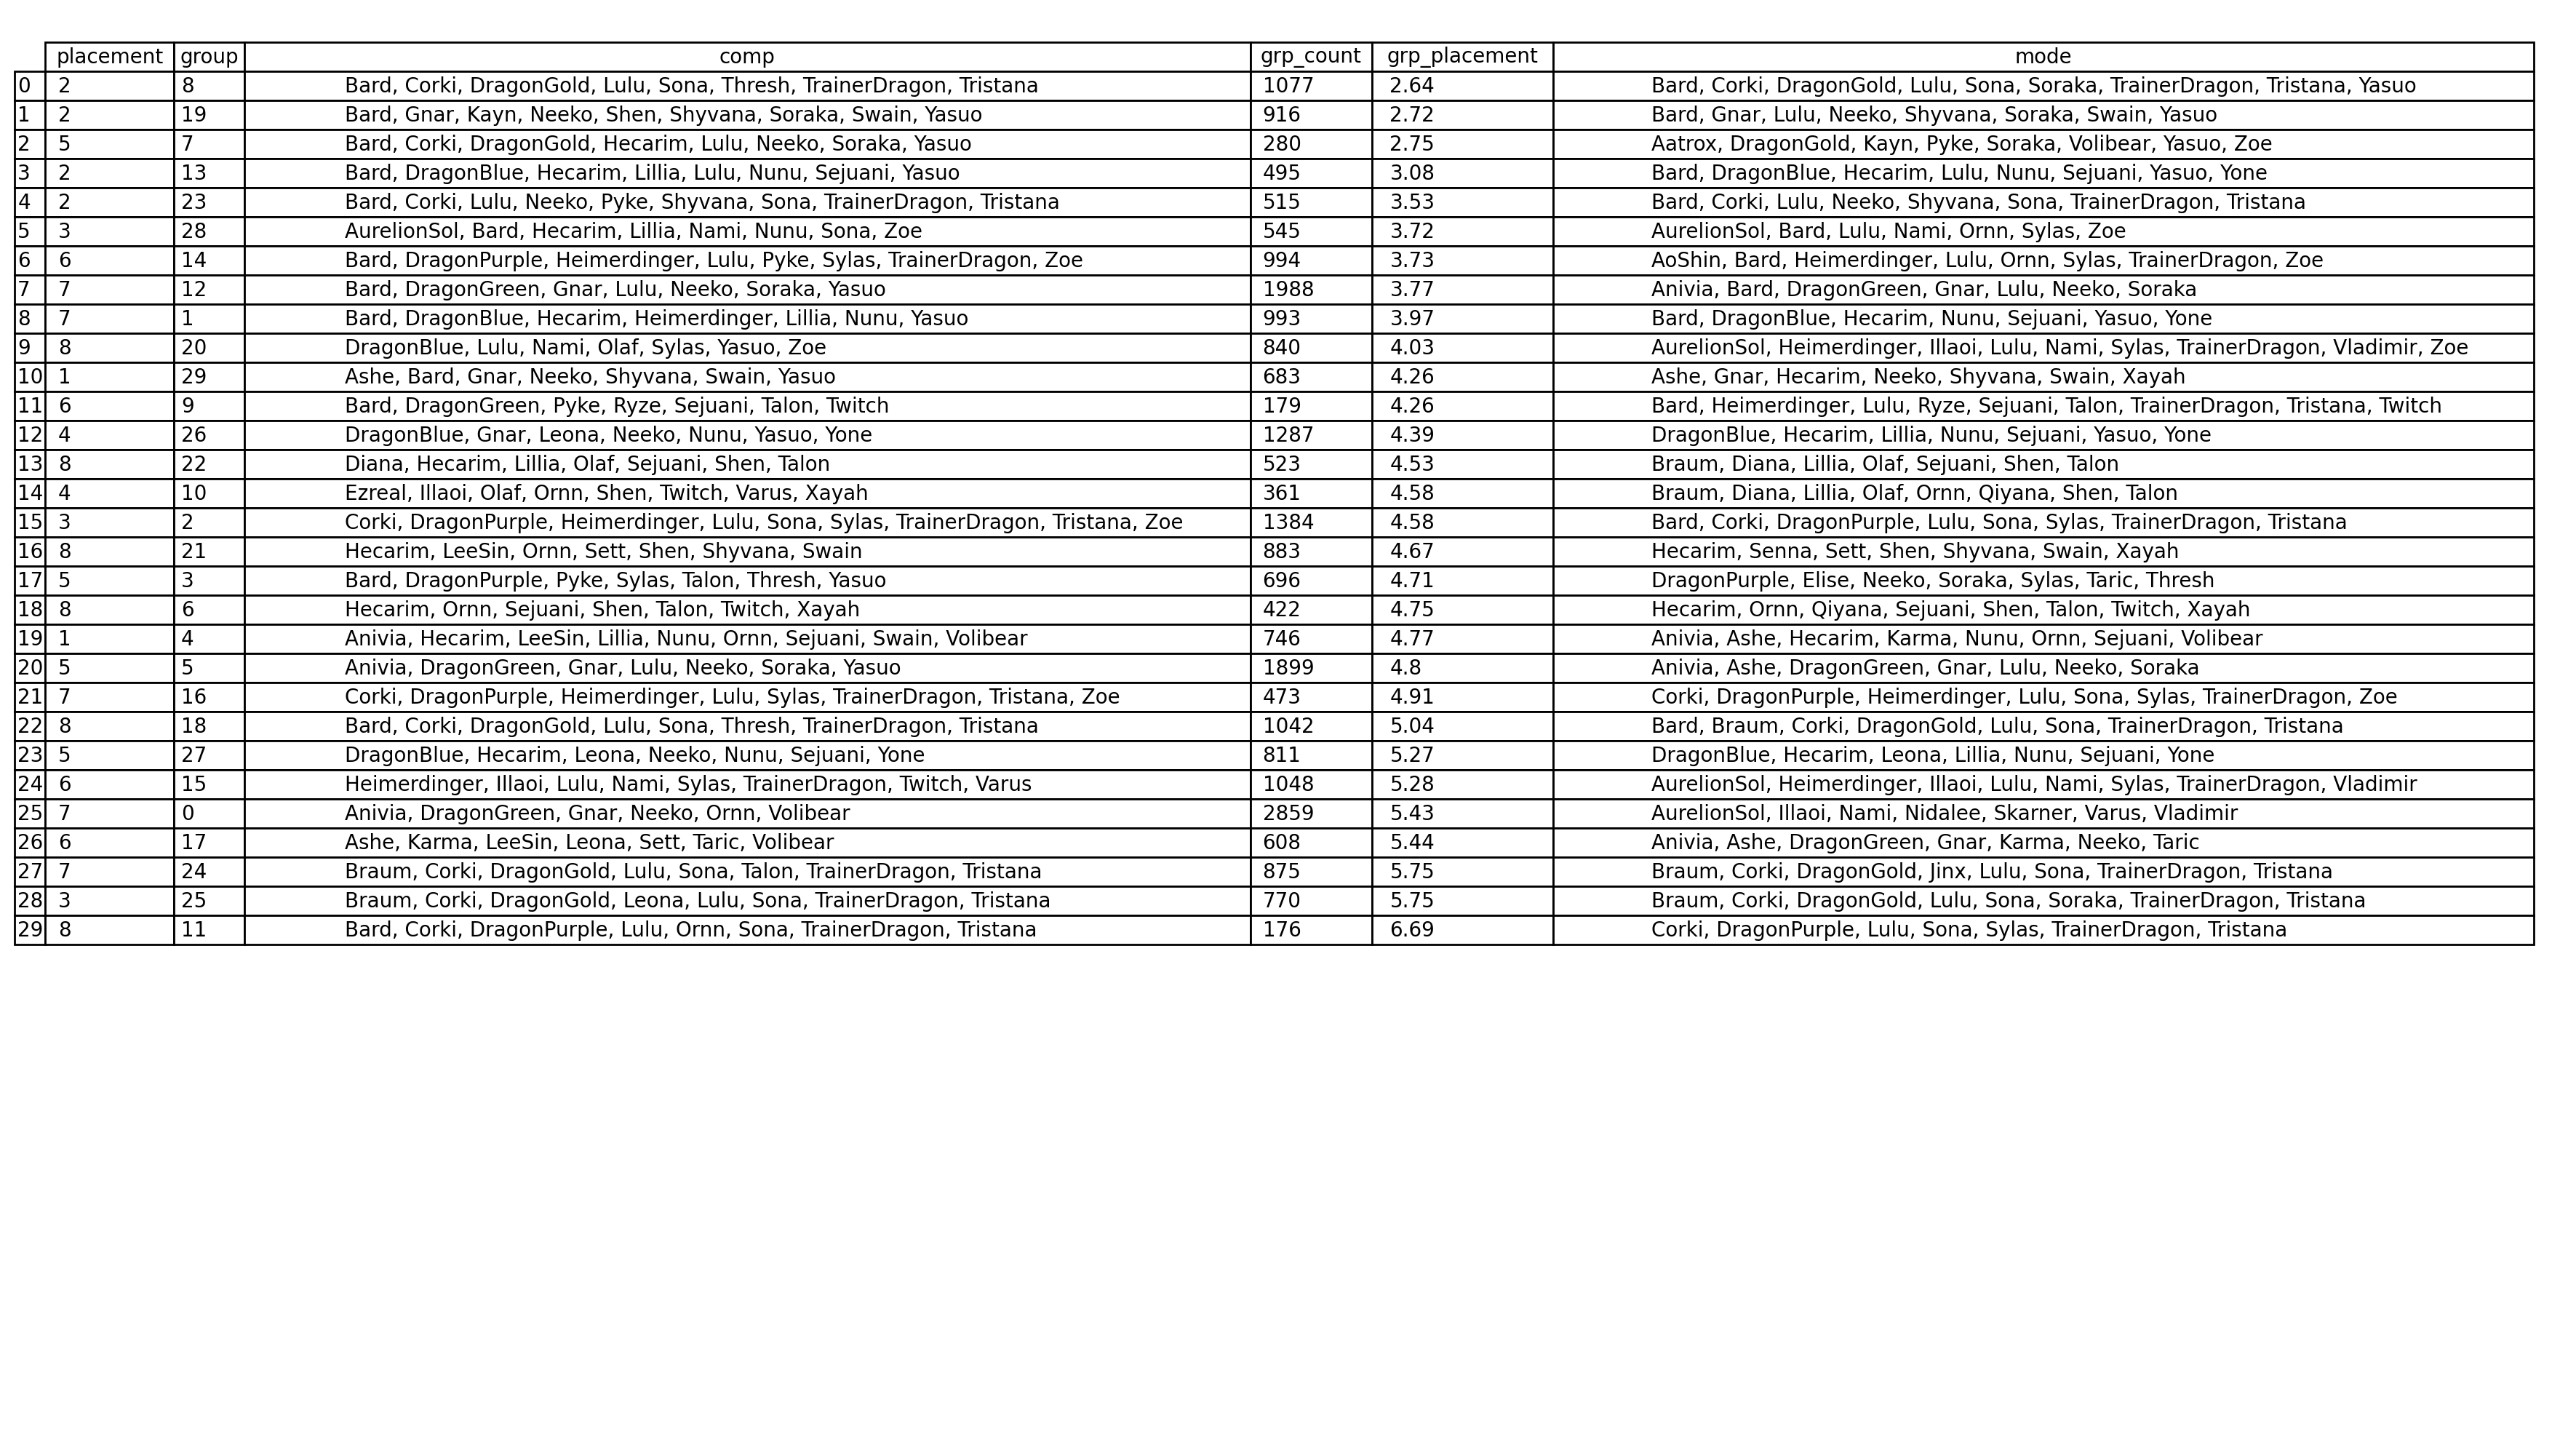 placement group comp grp_count grp_placement mode
0 2 8 Bard, Corki, DragonGold, Lulu, Sona, Thresh, TrainerDragon, Tristana 1077 2.64 Bard, Corki, DragonGold, Lulu, Sona, Soraka, TrainerDragon, Tristana, Yasuo
1 2 19 Bard, Gnar, Kayn, Neeko, Shen, Shyvana, Soraka, Swain, Yasuo 916 2.72 Bard, Gnar, Lulu, Neeko, Shyvana, Soraka, Swain, Yasuo
2 5 7 Bard, Corki, DragonGold, Hecarim, Lulu, Neeko, Soraka, Yasuo 280 2.75 Aatrox, DragonGold, Kayn, Pyke, Soraka, Volibear, Yasuo, Zoe
3 2 13 Bard, DragonBlue, Hecarim, Lillia, Lulu, Nunu, Sejuani, Yasuo 495 3.08 Bard, DragonBlue, Hecarim, Lulu, Nunu, Sejuani, Yasuo, Yone
4 2 23 Bard, Corki, Lulu, Neeko, Pyke, Shyvana, Sona, TrainerDragon, Tristana 515 3.53 Bard, Corki, Lulu, Neeko, Shyvana, Sona, TrainerDragon, Tristana
5 3 28 AurelionSol, Bard, Hecarim, Lillia, Nami, Nunu, Sona, Zoe 545 3.72 AurelionSol, Bard, Lulu, Nami, Ornn, Sylas, Zoe
6 6 14 Bard, DragonPurple, Heimerdinger, Lulu, Pyke, Sylas, TrainerDragon, Zoe 994 3.73 AoShin, Bard, Heimerdinger, Lulu, Ornn, Sylas, TrainerDragon, Zoe
7 7 12 Bard, DragonGreen, Gnar, Lulu, Neeko, Soraka, Yasuo 1988 3.77 Anivia, Bard, DragonGreen, Gnar, Lulu, Neeko, Soraka
8 7 1 Bard, DragonBlue, Hecarim, Heimerdinger, Lillia, Nunu, Yasuo 993 3.97 Bard, DragonBlue, Hecarim, Nunu, Sejuani, Yasuo, Yone
9 8 20 DragonBlue, Lulu, Nami, Olaf, Sylas, Yasuo, Zoe 840 4.03 AurelionSol, Heimerdinger, Illaoi, Lulu, Nami, Sylas, TrainerDragon, Vladimir, Zoe
10 1 29 Ashe, Bard, Gnar, Neeko, Shyvana, Swain, Yasuo 683 4.26 Ashe, Gnar, Hecarim, Neeko, Shyvana, Swain, Xayah
11 6 9 Bard, DragonGreen, Pyke, Ryze, Sejuani, Talon, Twitch 179 4.26 Bard, Heimerdinger, Lulu, Ryze, Sejuani, Talon, TrainerDragon, Tristana, Twitch
12 4 26 DragonBlue, Gnar, Leona, Neeko, Nunu, Yasuo, Yone 1287 4.39 DragonBlue, Hecarim, Lillia, Nunu, Sejuani, Yasuo, Yone
13 8 22 Diana, Hecarim, Lillia, Olaf, Sejuani, Shen, Talon 523 4.53 Braum, Diana, Lillia, Olaf, Sejuani, Shen, Talon
14 4 10 Ezreal, Illaoi, Olaf, Ornn, Shen, Twitch, Varus, Xayah 361 4.58 Braum, Diana, Lillia, Olaf, Ornn, Qiyana, Shen, Talon
15 3 2 Corki, DragonPurple, Heimerdinger, Lulu, Sona, Sylas, TrainerDragon, Tristana, Zoe 1384 4.58 Bard, Corki, DragonPurple, Lulu, Sona, Sylas, TrainerDragon, Tristana
16 8 21 Hecarim, LeeSin, Ornn, Sett, Shen, Shyvana, Swain 883 4.67 Hecarim, Senna, Sett, Shen, Shyvana, Swain, Xayah
17 5 3 Bard, DragonPurple, Pyke, Sylas, Talon, Thresh, Yasuo 696 4.71 DragonPurple, Elise, Neeko, Soraka, Sylas, Taric, Thresh
18 8 6 Hecarim, Ornn, Sejuani, Shen, Talon, Twitch, Xayah 422 4.75 Hecarim, Ornn, Qiyana, Sejuani, Shen, Talon, Twitch, Xayah
19 1 4 Anivia, Hecarim, LeeSin, Lillia, Nunu, Ornn, Sejuani, Swain, Volibear 746 4.77 Anivia, Ashe, Hecarim, Karma, Nunu, Ornn, Sejuani, Volibear
20 5 5 Anivia, DragonGreen, Gnar, Lulu, Neeko, Soraka, Yasuo 1899 4.8 Anivia, Ashe, DragonGreen, Gnar, Lulu, Neeko, Soraka
21 7 16 Corki, DragonPurple, Heimerdinger, Lulu, Sylas, TrainerDragon, Tristana, Zoe 473 4.91 Corki, DragonPurple, Heimerdinger, Lulu, Sona, Sylas, TrainerDragon, Zoe
22 8 18 Bard, Corki, DragonGold, Lulu, Sona, Thresh, TrainerDragon, Tristana 1042 5.04 Bard, Braum, Corki, DragonGold, Lulu, Sona, TrainerDragon, Tristana
23 5 27 DragonBlue, Hecarim, Leona, Neeko, Nunu, Sejuani, Yone 811 5.27 DragonBlue, Hecarim, Leona, Lillia, Nunu, Sejuani, Yone
24 6 15 Heimerdinger, Illaoi, Lulu, Nami, Sylas, TrainerDragon, Twitch, Varus 1048 5.28 AurelionSol, Heimerdinger, Illaoi, Lulu, Nami, Sylas, TrainerDragon, Vladimir
25 7 0 Anivia, DragonGreen, Gnar, Neeko, Ornn, Volibear 2859 5.43 AurelionSol, Illaoi, Nami, Nidalee, Skarner, Varus, Vladimir
26 6 17 Ashe, Karma, LeeSin, Leona, Sett, Taric, Volibear 608 5.44 Anivia, Ashe, DragonGreen, Gnar, Karma, Neeko, Taric
27 7 24 Braum, Corki, DragonGold, Lulu, Sona, Talon, TrainerDragon, Tristana 875 5.75 Braum, Corki, DragonGold, Jinx, Lulu, Sona, TrainerDragon, Tristana
28 3 25 Braum, Corki, DragonGold, Leona, Lulu, Sona, TrainerDragon, Tristana 770 5.75 Braum, Corki, DragonGold, Lulu, Sona, Soraka, TrainerDragon, Tristana
29 8 11 Bard, Corki, DragonPurple, Lulu, Ornn, Sona, TrainerDragon, Tristana 176 6.69 Corki, DragonPurple, Lulu, Sona, Sylas, TrainerDragon, Tristana